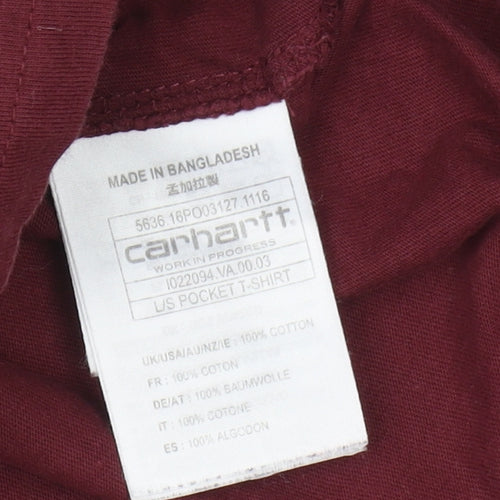 MADE IN BANGLADESH
孟加拉製
5636.16PO03127.1116
carhartt
WORK IN PROGRESS
I022094.VA.00.03
L/S POCKET T-SHIRT
UK/USA/AU/NZ/IE : 100% COTTON
FR : 100% COTON
DE/AT : 100% BAUMWOLLE
IT : 100% COTONE
ES : 100% ALGODON